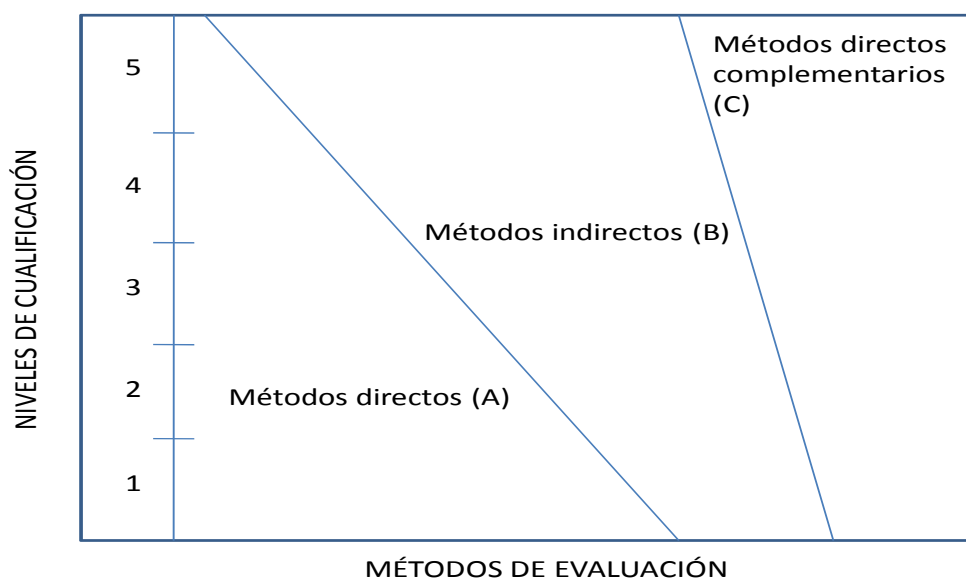 NIVELES DE CUALIFICACIÓN
5
4
3
2
1
Métodos directos
complementarios
(C)
Métodos indirectos (B)
Métodos directos (A)
MÉTODOS DE EVALUACIÓN